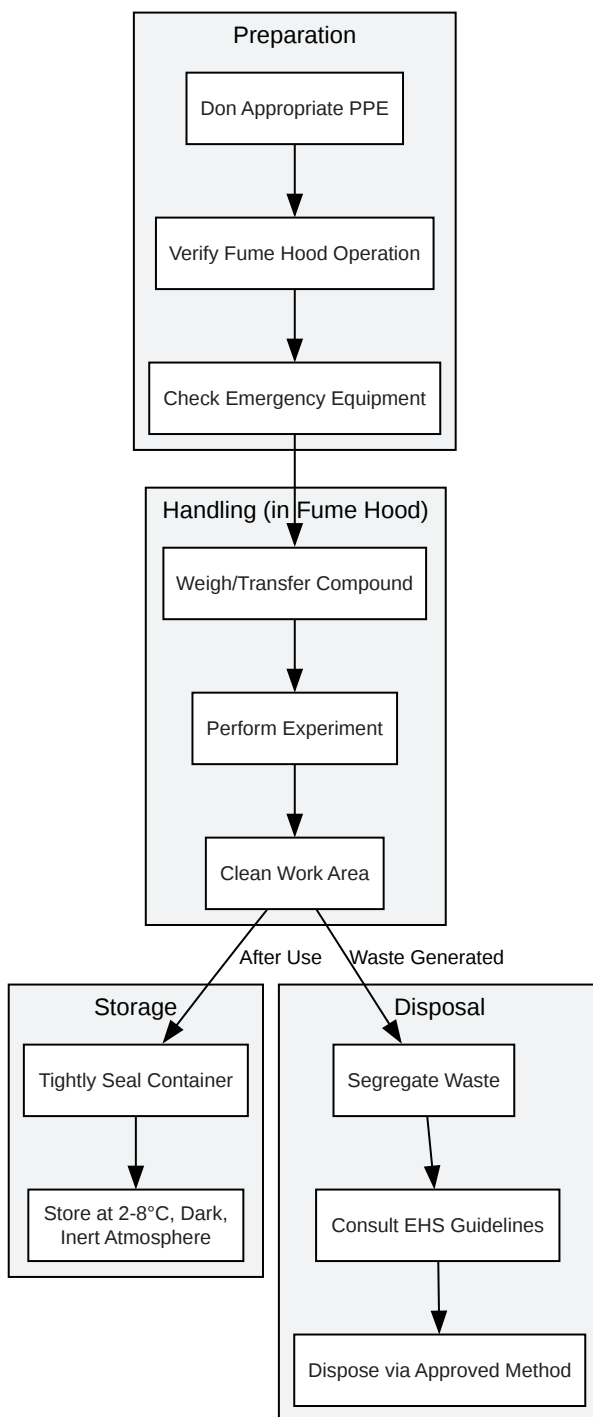 Preparation
Don Appropriate PPE
Verify Fume Hood Operation
Check Emergency Equipment
Handling (in Fume Hood)
Weigh/Transfer Compound
Perform Experiment
Clean Work Area
After Use
Waste Generated
Storage
Tightly Seal Container
Store at 2-8°C, Dark,
Inert Atmosphere
Disposal
Segregate Waste
Consult EHS Guidelines
Dispose via Approved Method